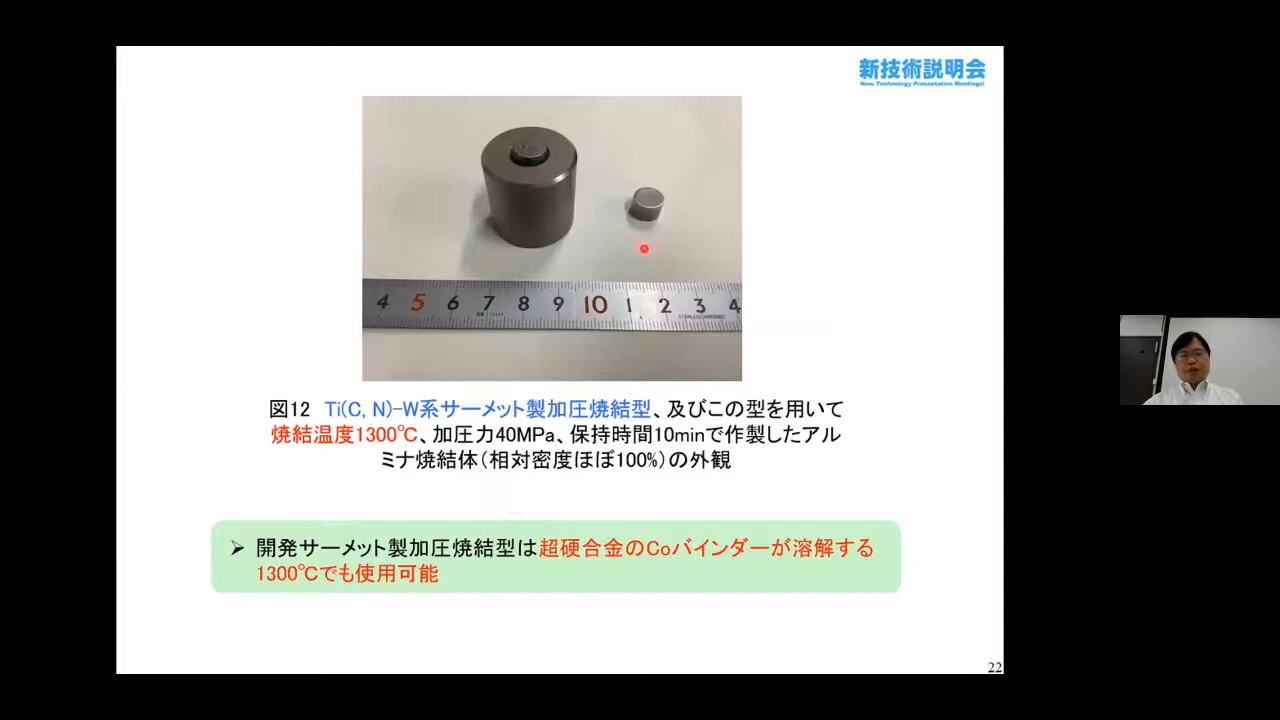 新技術説明会
New Technology Presentation Meetings!
4 5 6 7 8 9 10 1 2 3 4
図12 Ti(C, N)-W系サーメット製加圧焼結型、及びこの型を用いて
焼結温度1300℃、加圧力40MPa、保持時間10minで作製したアル
ミナ焼結体(相対密度ほぼ100%)の外観
➢ 開発サーメット製加圧焼結型は超硬合金のCoバインダーが溶解する
1300℃でも使用可能
22